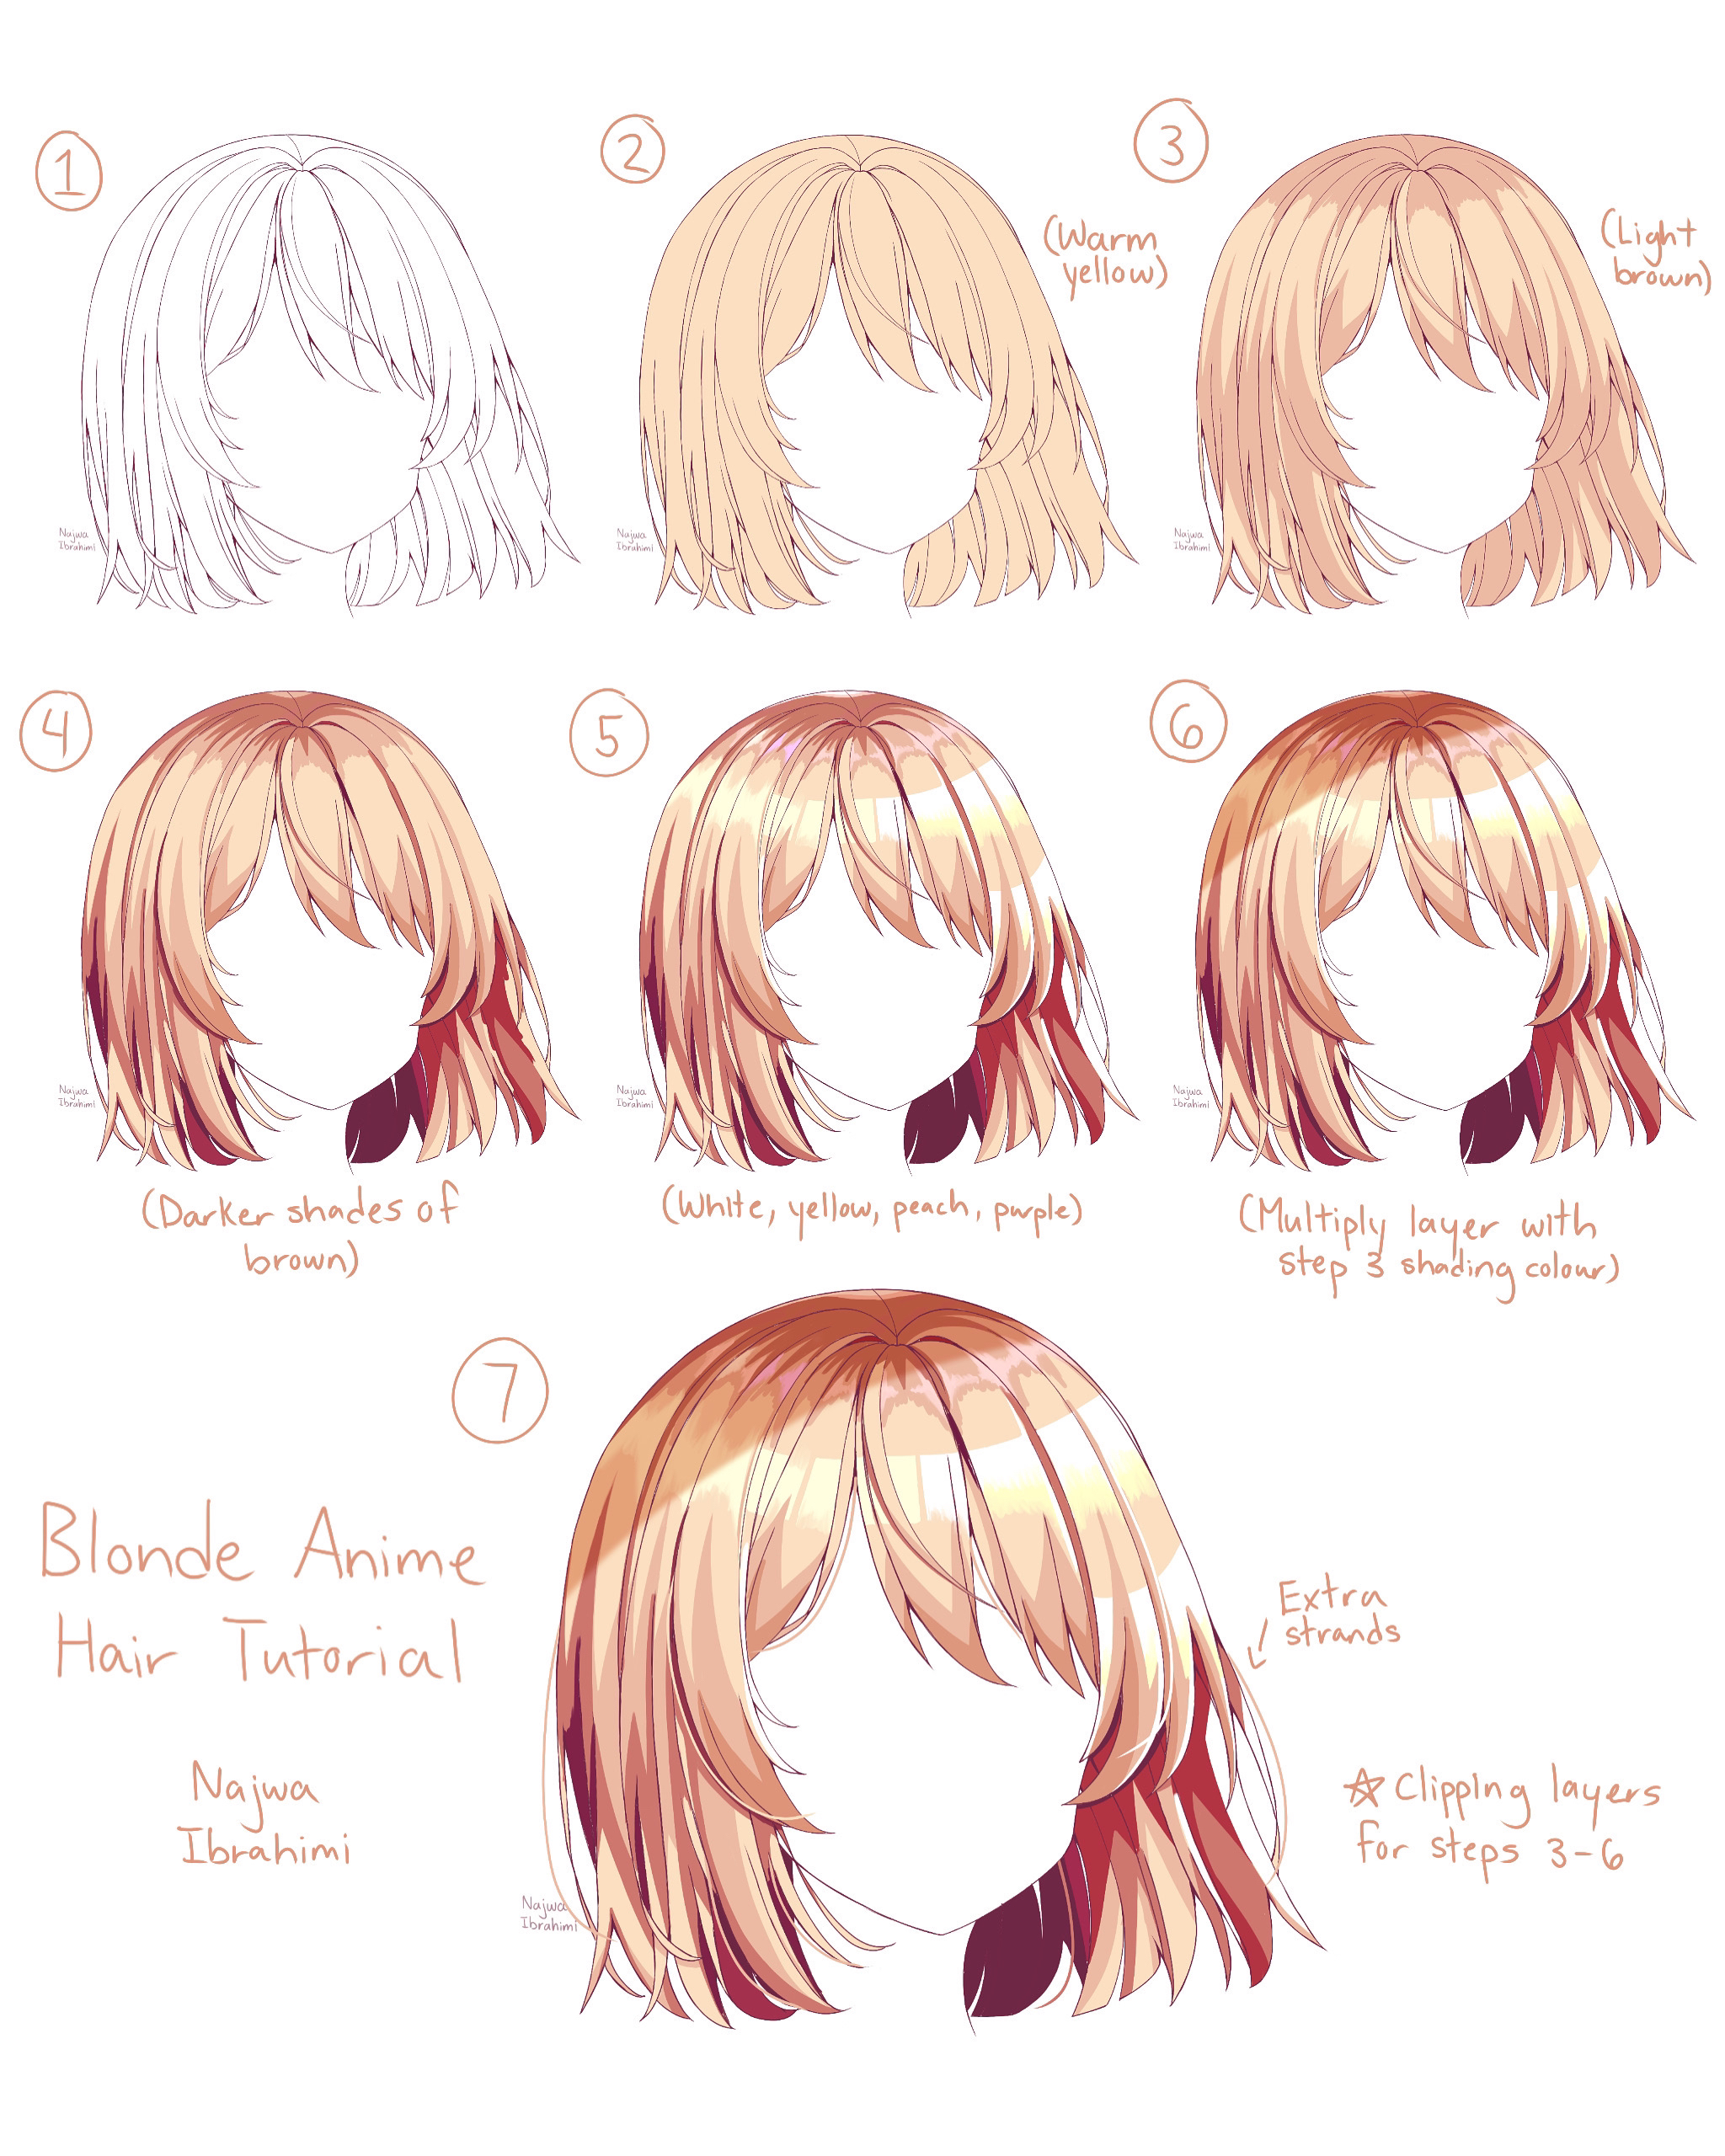 1
2
3
(Warm
yellow)
(Light
brown)
Najwa
Ibrahimi
Najwa
Ibrahimi
Najwa
Ibrahimi
4
5
6
Najwa
Ibrahimi
Najwa
Ibrahimi
Najwa
Ibrahimi
(Darker shades of
brown)
(White, yellow, peach, purple)
(Multiply layer with
step 3 shading colour)
7
Blonde Anime
Hair Tutorial
Extra
strands
Najwa
Ibrahimi
☆ Clipping layers
for steps 3-6
Najwa
Ibrahimi